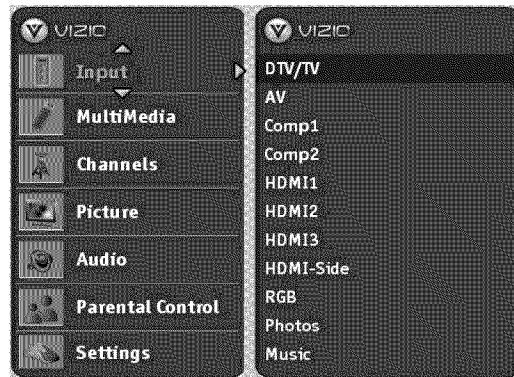 VIZIO
Input
MultiMedia
Channels
Picture
Audio
Parental Control
Settings
VIZIO
DTV/TV
AV
Comp1
Comp2
HDMI1
HDMI2
HDMI3
HDMI-Side
RGB
Photos
Music